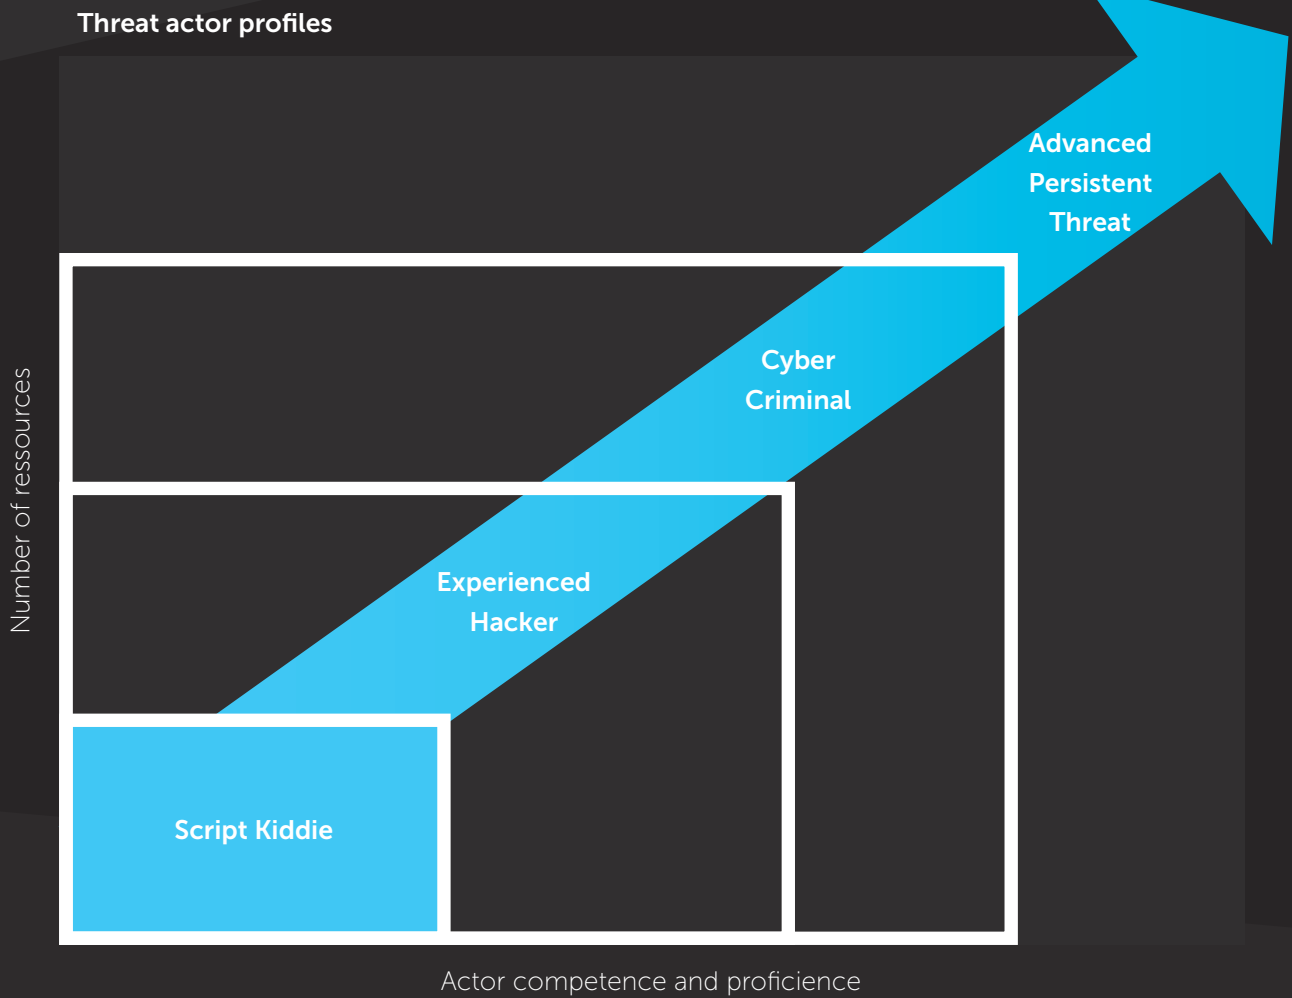 Threat actor profiles
Advanced
Persistent
Threat
Cyber
Criminal
Number of ressources
Experienced
Hacker
Script Kiddie
Actor competence and proficience